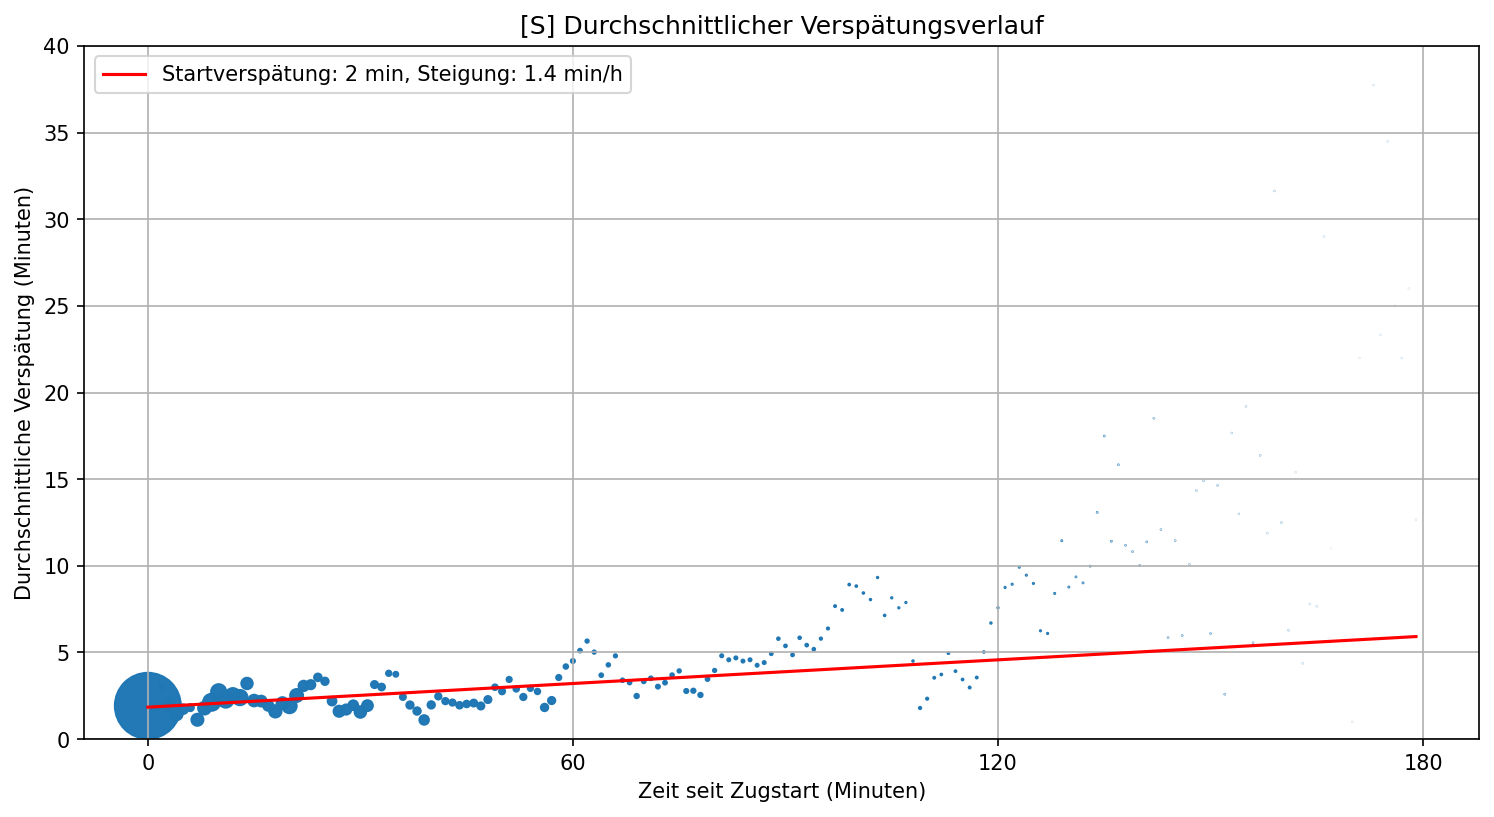 [S] Durchschnittlicher Verspätungsverlauf
Startverspätung: 2 min, Steigung: 1.4 min/h
Durchschnittliche Verspätung (Minuten)
40
35
30
25
20
15
10
5
0
0 60 120 180
Zeit seit Zugstart (Minuten)